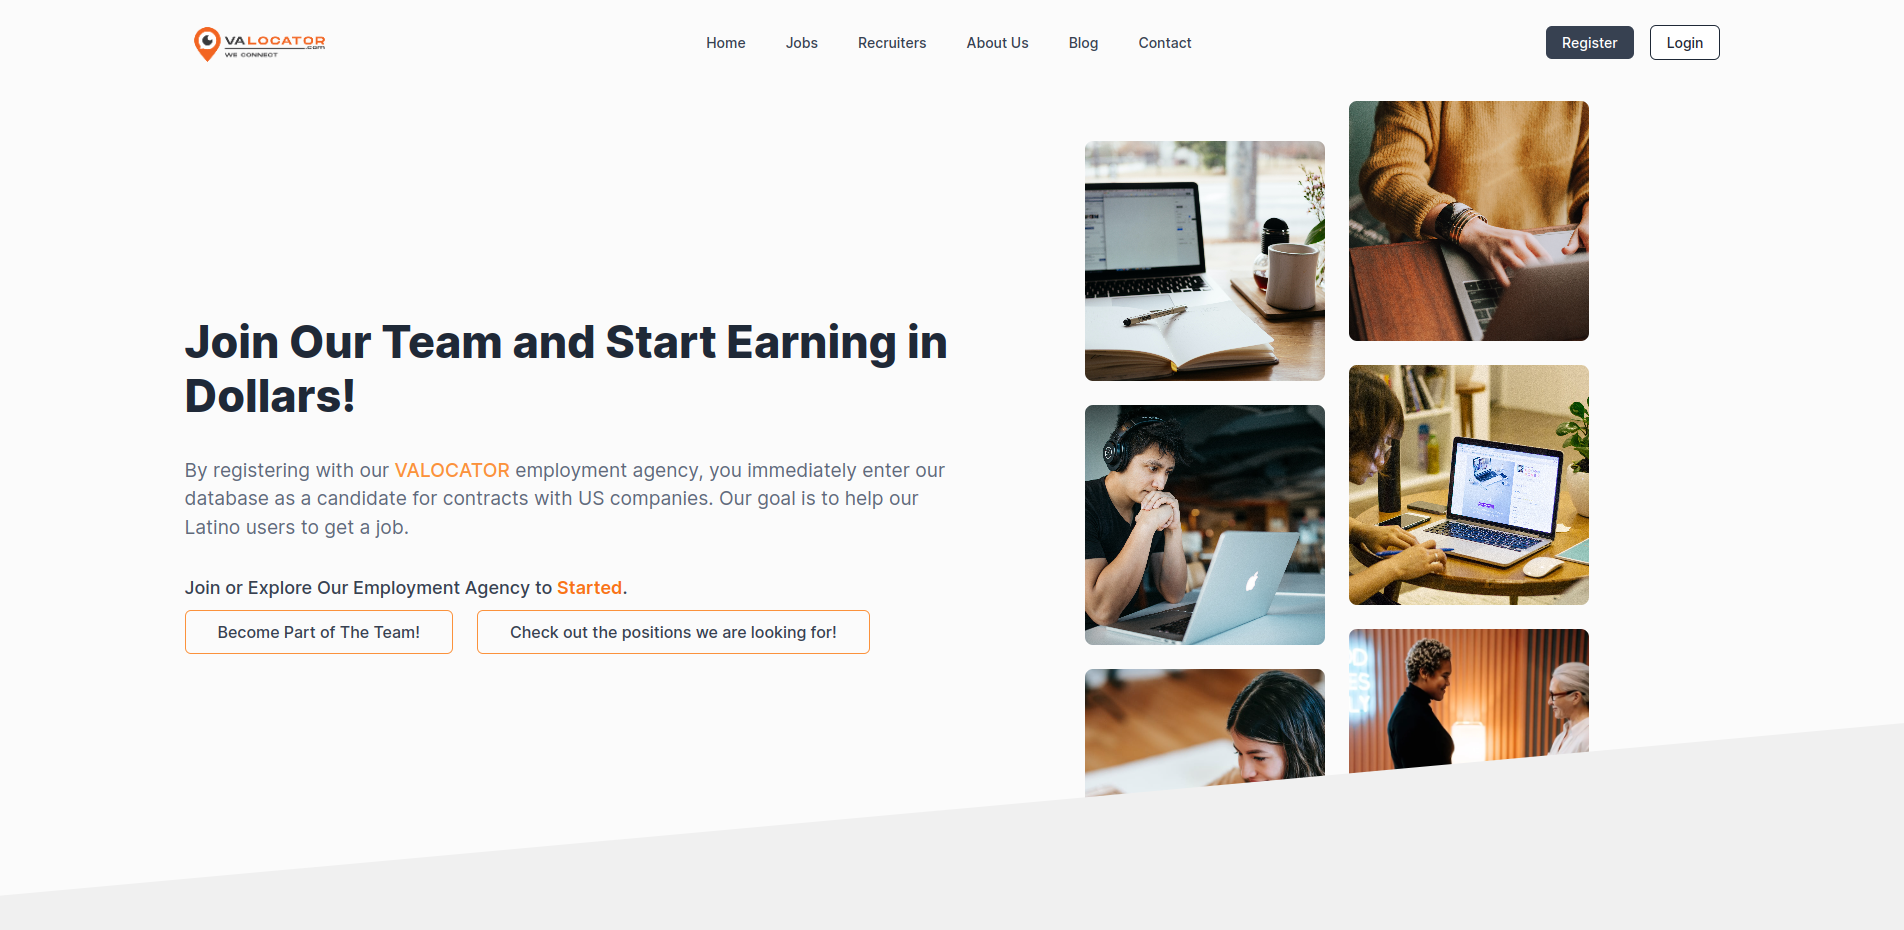 VALOCATOR
.com
WE CONNECT
Home
Jobs
Recruiters
About Us
Blog
Contact
Register
Login
Join Our Team and Start Earning in
Dollars!
By registering with our VALOCATOR employment agency, you immediately enter our
database as a candidate for contracts with US companies. Our goal is to help our
Latino users to get a job.
Join or Explore Our Employment Agency to Started.
Become Part of The Team!
Check out the positions we are looking for!